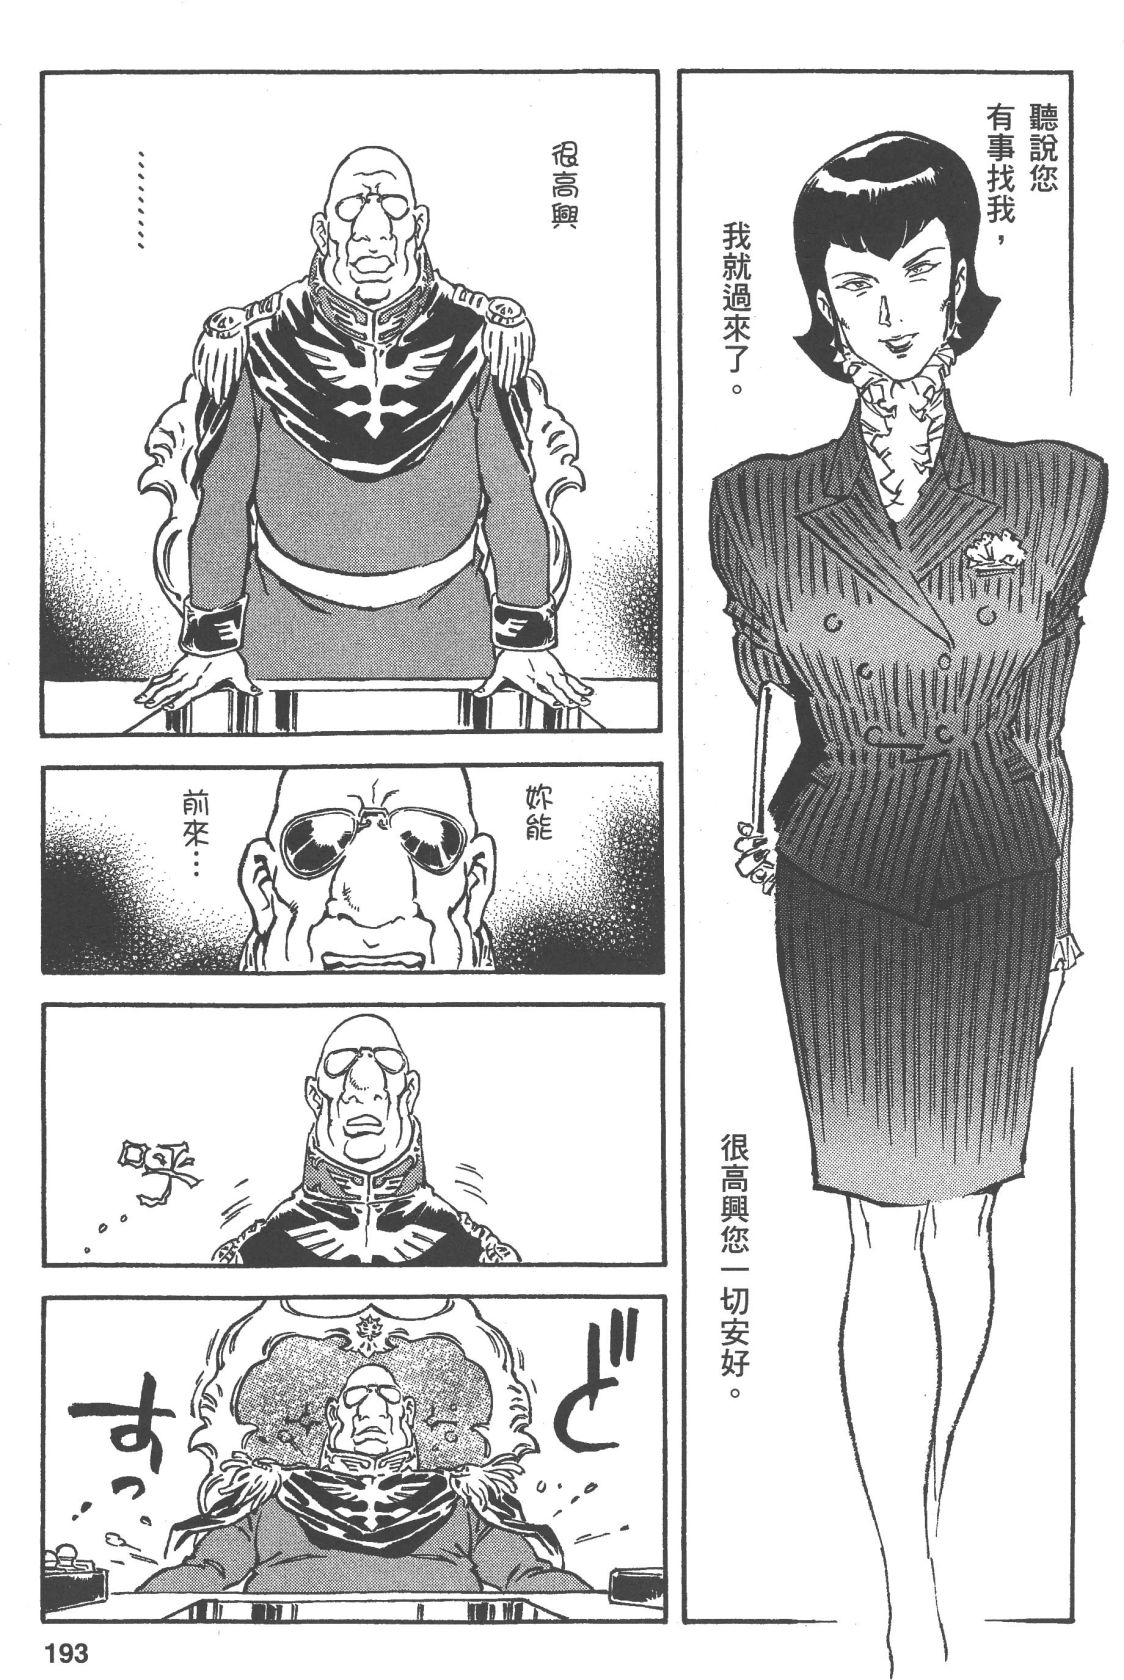 聽說您
有事找我，
我就過來了。
很高興您一切安好。
很高興
………
妳能
前來…
呼
どすっ
193